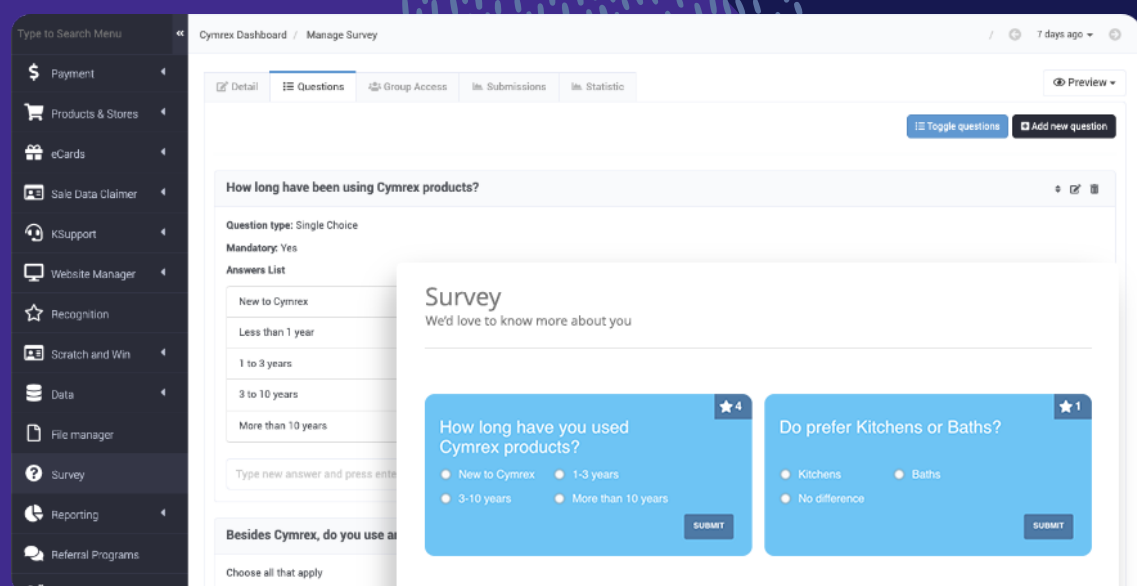 Type to Search Menu
«
Payment
Products & Stores
eCards
Sale Data Claimer
KSupport
Website Manager
Recognition
Scratch and Win
Data
File manager
Survey
Reporting
Referral Programs
Cymrex Dashboard / Manage Survey
/ 7 days ago
Detail Questions Group Access Submissions Statistic
Preview
Toggle questions Add new question
How long have been using Cymrex products?
Question type: Single Choice
Mandatory: Yes
Answers List
New to Cymrex
Less than 1 year
1 to 3 years
3 to 10 years
More than 10 years
Type new answer and press
Besides Cymrex, do you use
Choose all that apply
Survey
We'd love to know more about you
4
How long have you used
Cymrex products?
New to Cymrex 1-3 years
3-10 years More than 10 years
SUBMIT
1
Do prefer Kitchens or Baths?
Kitchens Baths
No difference
SUBMIT